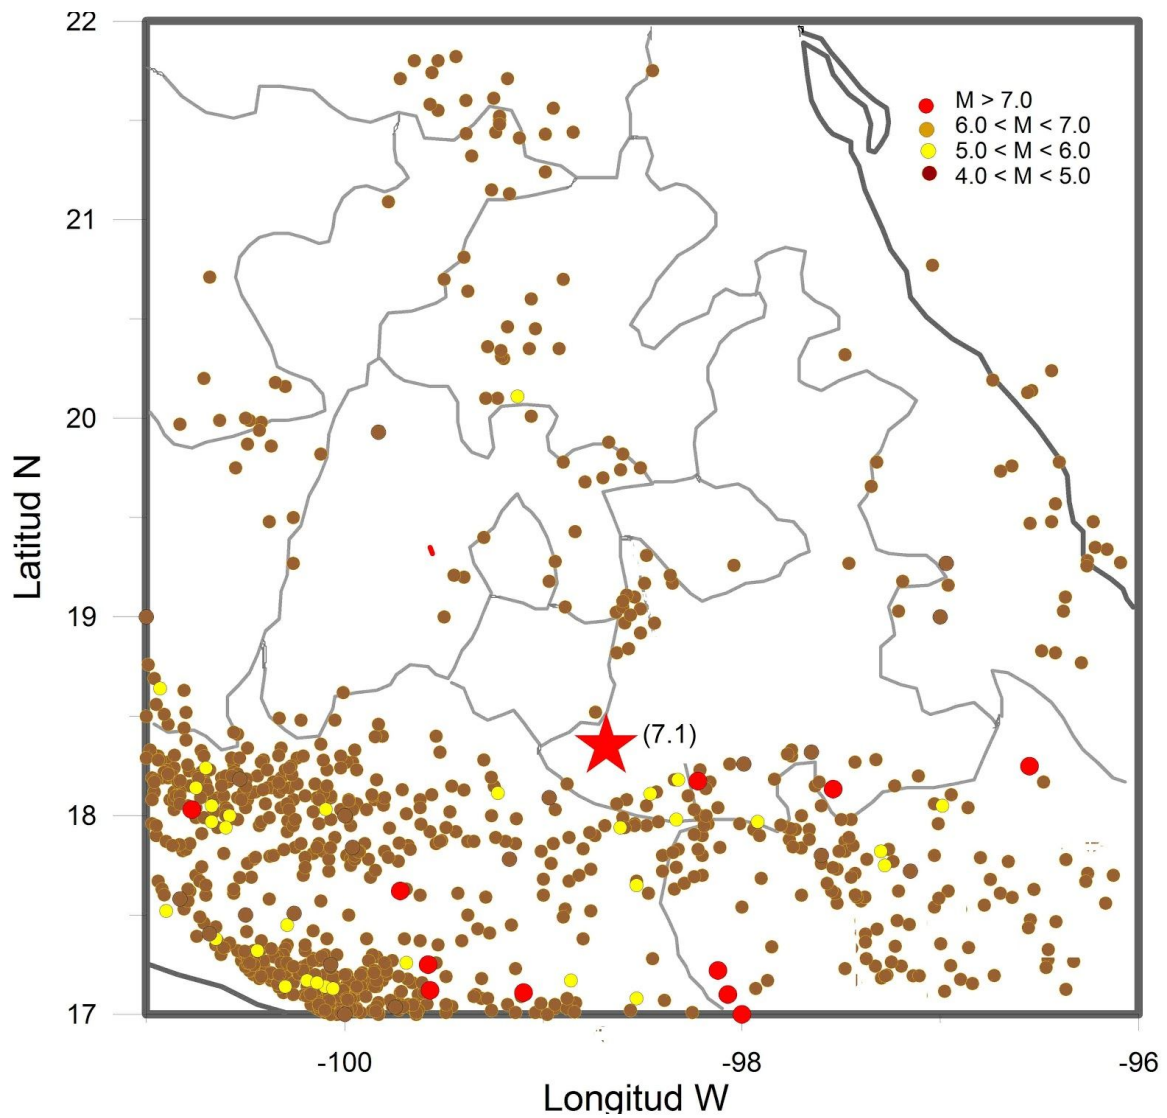 22
M > 7.0
6.0 < M < 7.0
5.0 < M < 6.0
4.0 < M < 5.0
21
20
Latitud N
19
(7.1)
18
17
-100
-98
-96
Longitud W